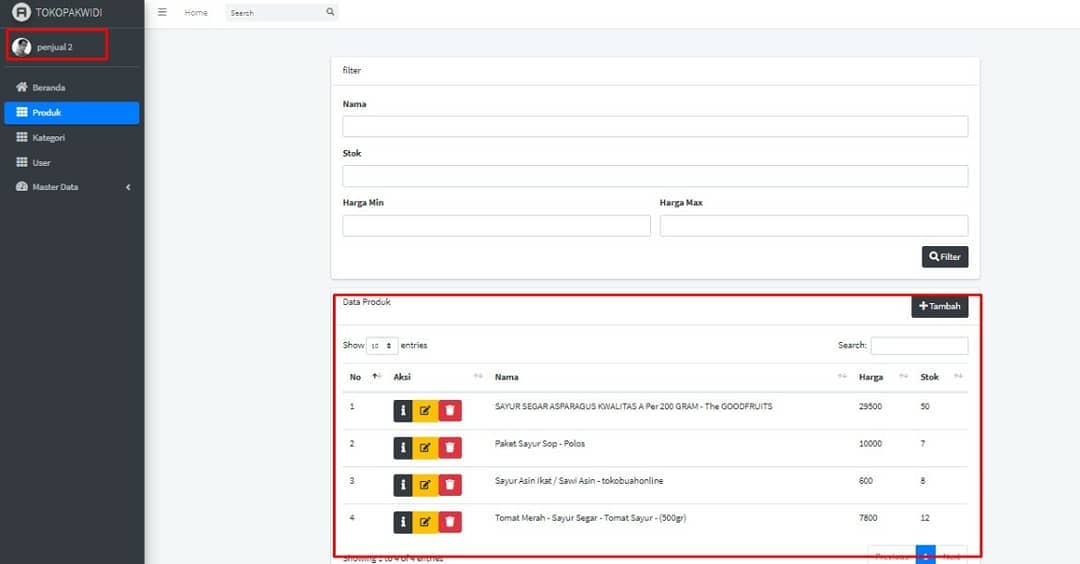 TOKOPAKWIDI
Home
Search
penjual 2
Beranda
Produk
Kategori
User
Master Data
filter
Nama
Stok
Harga Min Harga Max
Filter
Data Produk
Tambah
Show 10 entries
Search:
No Aksi Nama Harga Stok
1 SAYUR SEGAR ASPARAGUS KWALITAS A Per 200 GRAM - The GOODFRUITS 29500 50
2 Paket Sayur Sop - Polos 10000 7
3 Sayur Asin Ikat / Sawi Asin - tokobuahonline 600 8
4 Tomat Merah - Sayur Segar - Tomat Sayur - (500gr) 7800 12
Showing 1 to 4 of 4 entries
Previous 1 Next